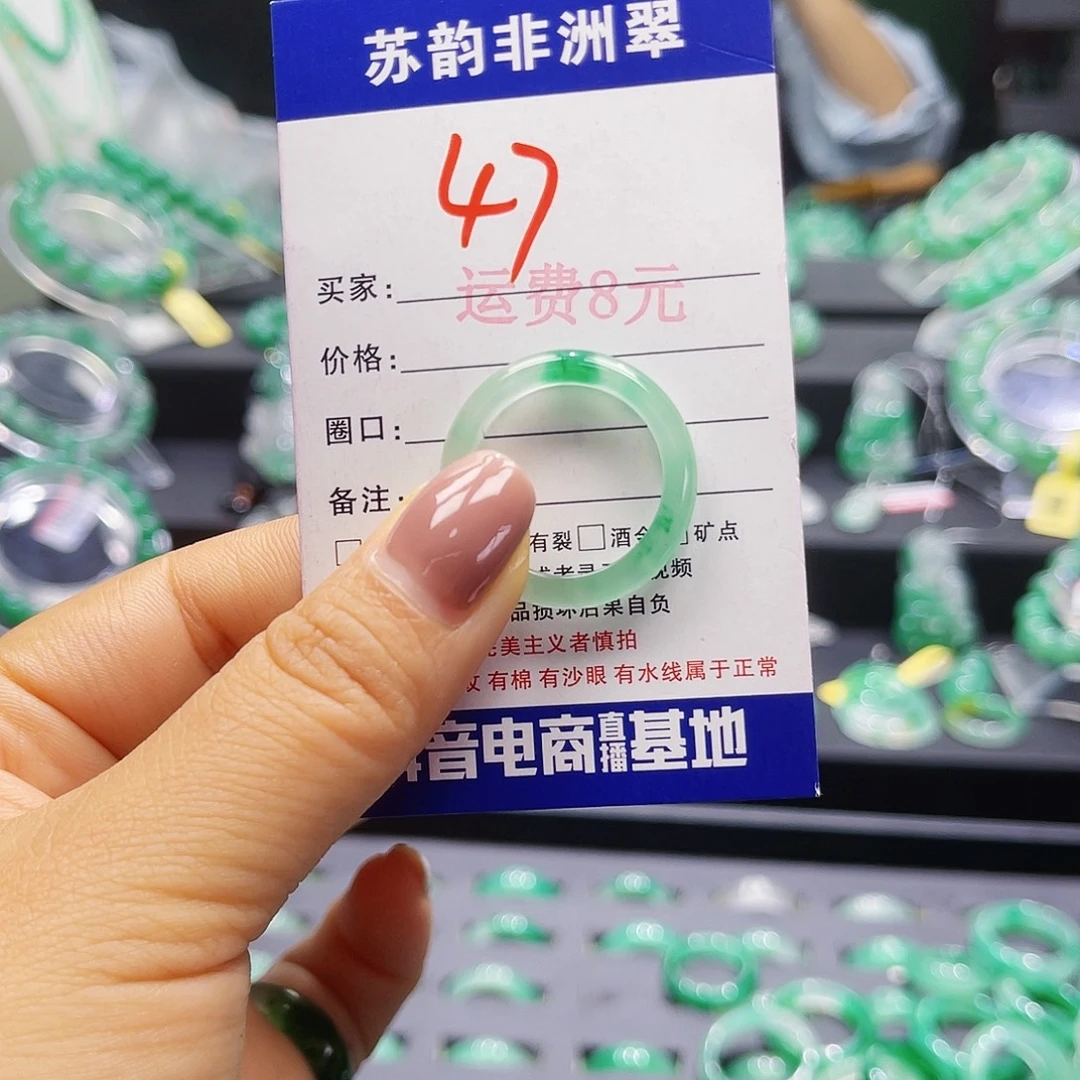 苏韵非洲翠
47
买家:
运费8元
价格:
圈口:
备注:
有裂 □ 酒 矿点
视频
品损坏后果自负
美主义者慎拍
有棉 有沙眼 有水线属于正常
音电商直播基地